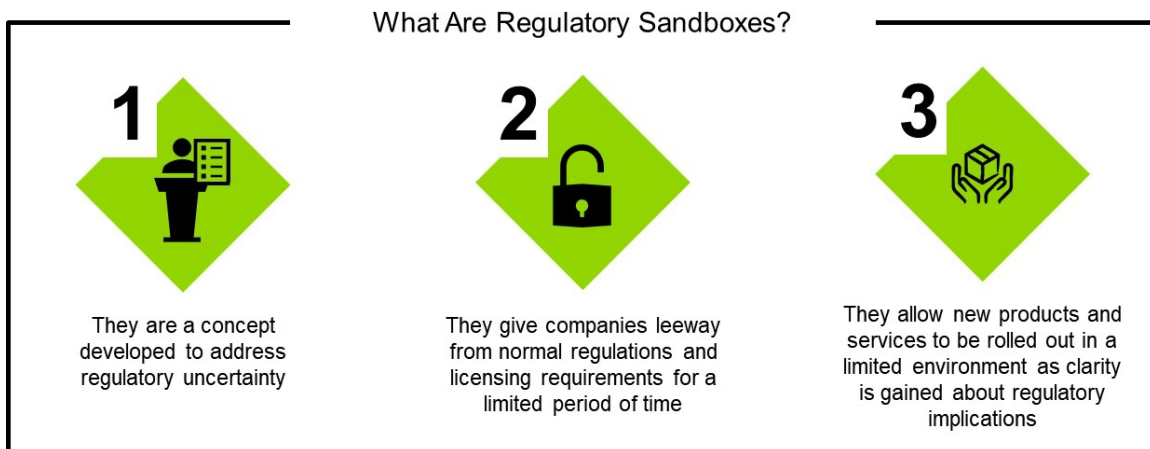 What Are Regulatory Sandboxes?
1
They are a concept
developed to address
regulatory uncertainty
2
They give companies leeway
from normal regulations and
licensing requirements for a
limited period of time
3
They allow new products and
services to be rolled out in a
limited environment as clarity
is gained about regulatory
implications